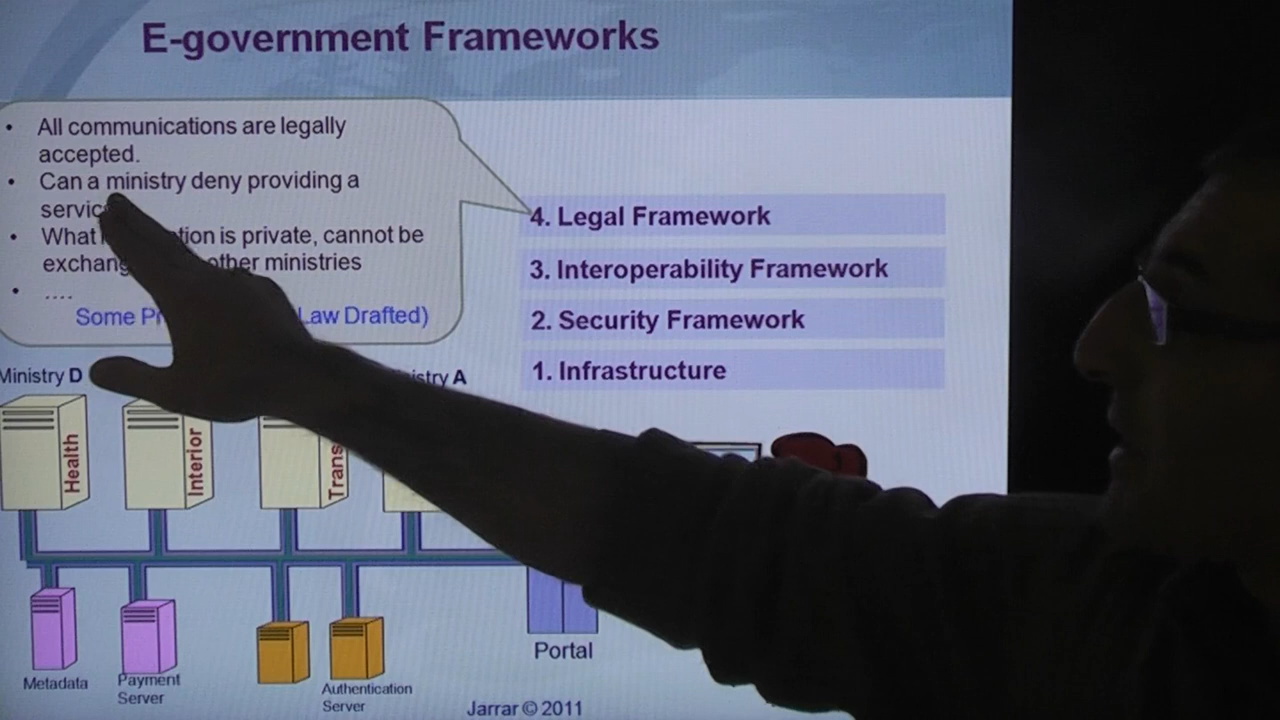 E-government Frameworks
• All communications are legally
accepted.
• Can a ministry deny providing a
servic
• What is private, cannot be
exchang other ministries
• ....
Some Law Drafted)
4. Legal Framework
3. Interoperability Framework
2. Security Framework
1. Infrastructure
Ministry D
istry A
Health
Interior
Trans
Metadata
Payment
Server
Authentication
Server
Portal
Jarrar © 2011